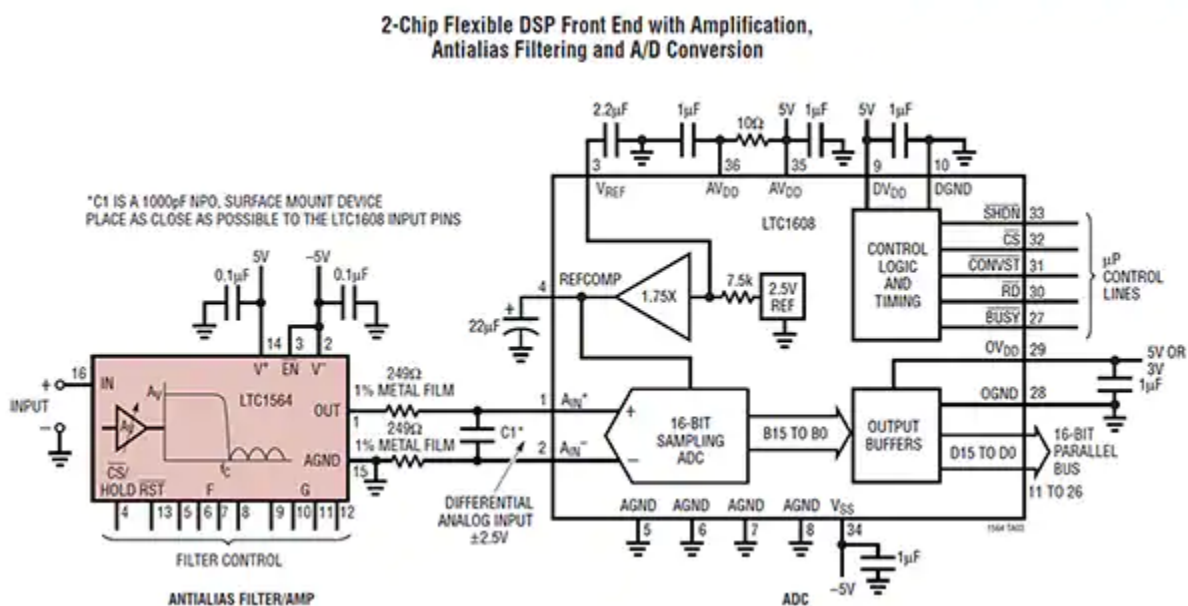 2-Chip Flexible DSP Front End with Amplification,
Antialias Filtering and A/D Conversion
2.2µF
1µF
10Ω
5V
1µF
5V
1µF
3
36
35
9
10
VREF
AVDD
AVDD
DVDD
DGND
*C1 IS A 1000pF NPO, SURFACE MOUNT DEVICE
PLACE AS CLOSE AS POSSIBLE TO THE LTC1608 INPUT PINS
LTC1608
SHDN 33
CS 32
CONVST 31
RD 30
BUSY 27
CONTROL
LOGIC
AND
TIMING
µP
CONTROL
LINES
5V
–5V
0.1µF
0.1µF
4
REFCOMP
1.75X
7.5k
2.5V
REF
22µF
14
3
2
V+
EN
V–
OVDD 29
5V OR
3V
1µF
OGND 28
16
IN
+
INPUT
–
AV
AV
LTC1564
fC
OUT
1
AGND
15
249Ω
1% METAL FILM
249Ω
1% METAL FILM
C1*
1
AIN+
2
AIN–
+
–
16-BIT
SAMPLING
ADC
B15 TO B0
OUTPUT
BUFFERS
D15 TO D0
16-BIT
PARALLEL
BUS
11 TO 26
CS/
HOLD RST
F
G
4
13
5
6
7
8
9
10
11
12
FILTER CONTROL
DIFFERENTIAL
ANALOG INPUT
±2.5V
AGND
AGND
AGND
AGND
VSS
5
6
7
8
34
1564 TA03
1µF
–5V
ANTIALIAS FILTER/AMP
ADC